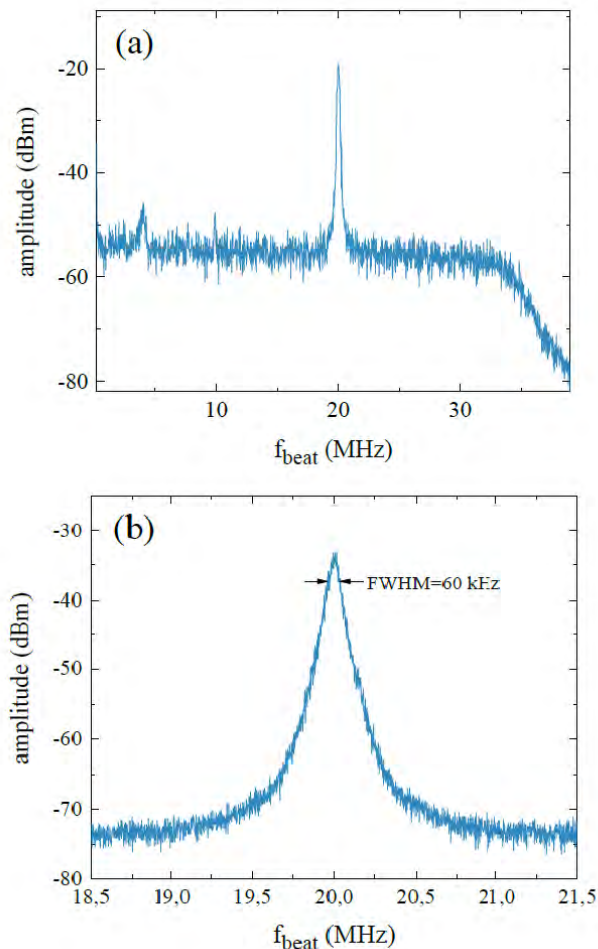 (a)
-20
-40
-60
-80
amplitude (dBm)
10 20 30
f_beat (MHz)
(b)
-30
-40
-50
-60
-70
-80
FWHM=60 kHz
amplitude (dBm)
18,5 19,0 19,5 20,0 20,5 21,0 21,5
f_beat (MHz)